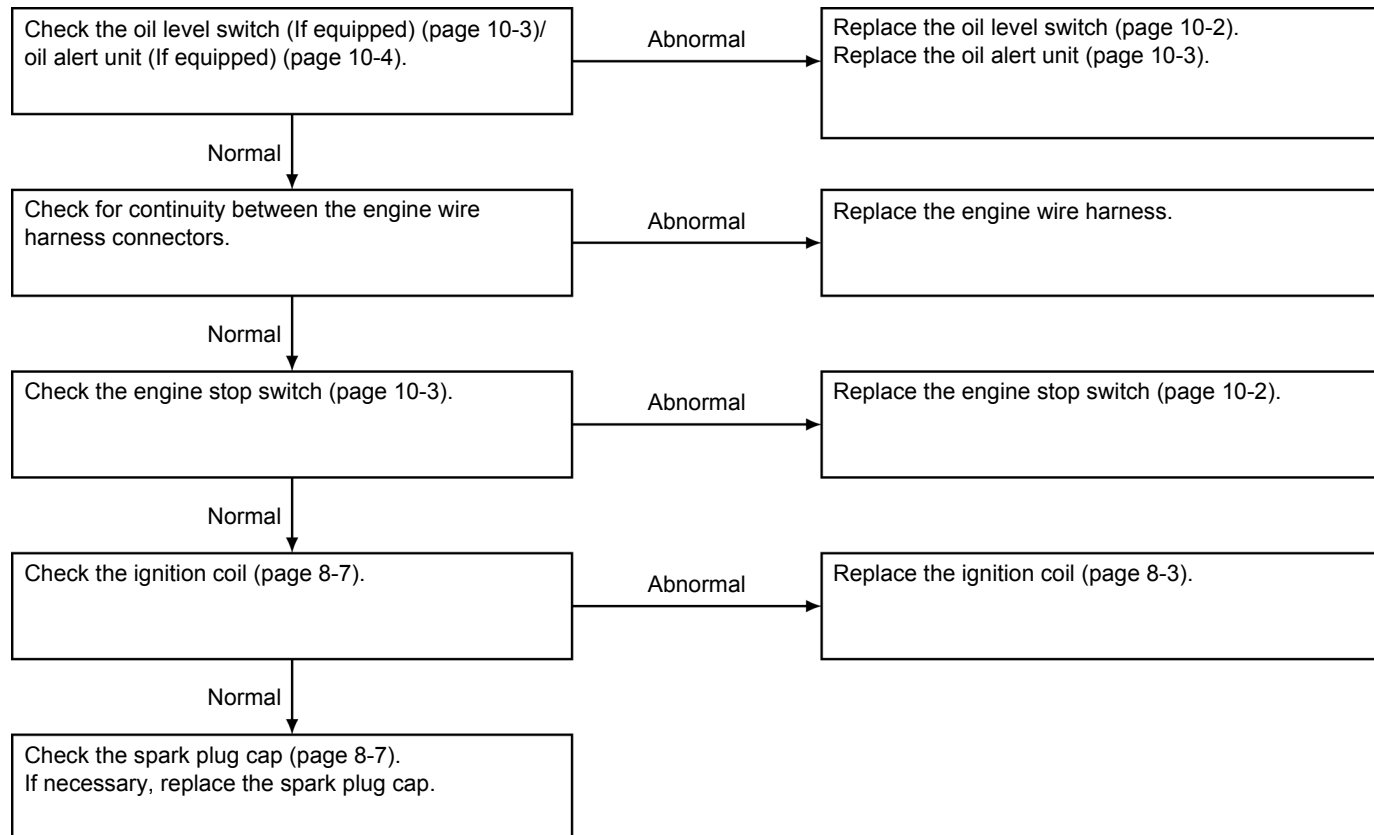 Check the oil level switch (If equipped) (page 10-3)/
oil alert unit (If equipped) (page 10-4).
Abnormal
Replace the oil level switch (page 10-2).
Replace the oil alert unit (page 10-3).
Normal
Check for continuity between the engine wire
harness connectors.
Abnormal
Replace the engine wire harness.
Normal
Check the engine stop switch (page 10-3).
Abnormal
Replace the engine stop switch (page 10-2).
Normal
Check the ignition coil (page 8-7).
Abnormal
Replace the ignition coil (page 8-3).
Normal
Check the spark plug cap (page 8-7).
If necessary, replace the spark plug cap.